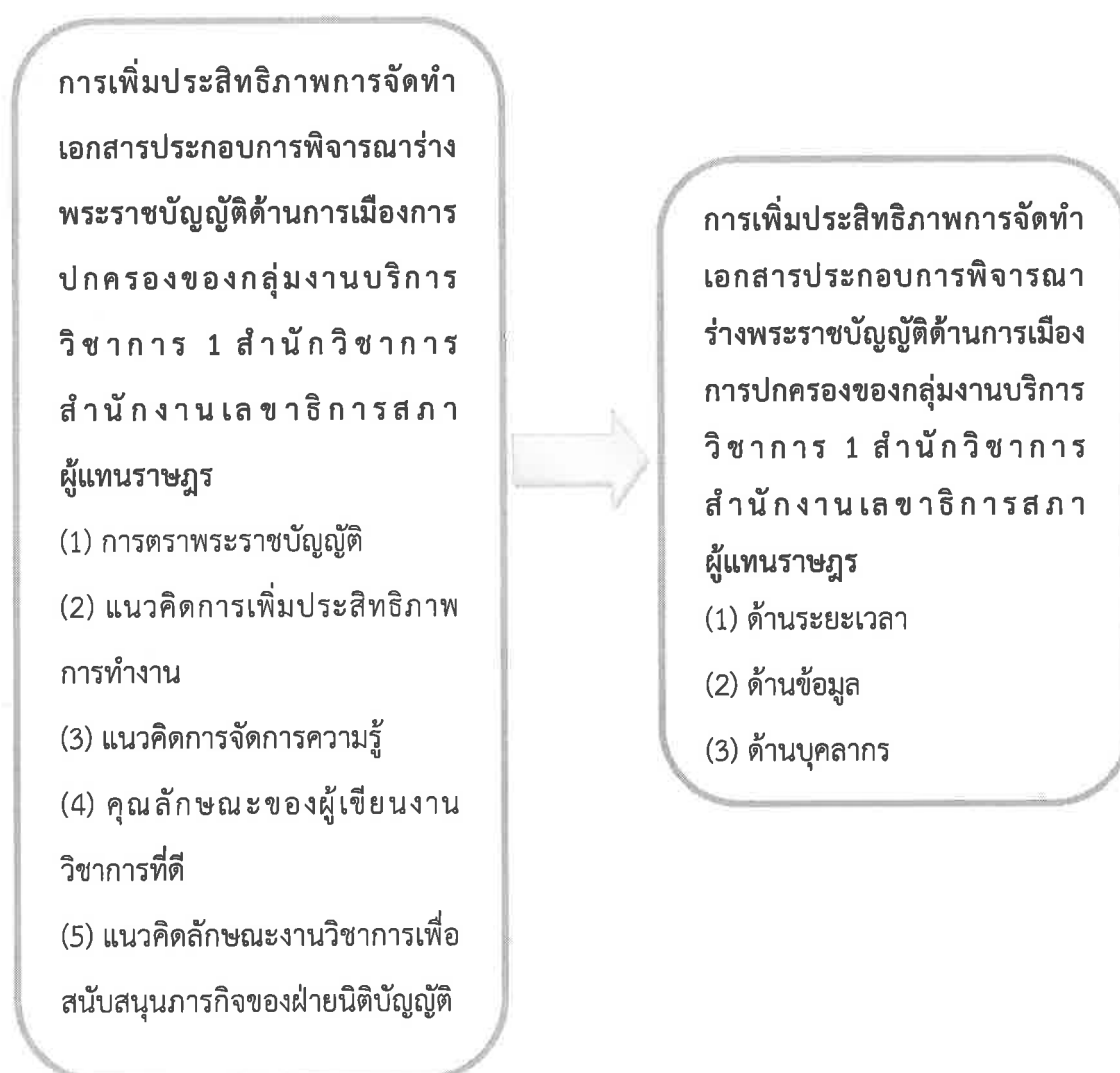 การเพิ่มประสิทธิภาพการจัดทำ
เอกสารประกอบการพิจารณาร่าง
พระราชบัญญัติด้านการเมืองการ
ปกครองของกลุ่มงานบริการ
วิชาการ 1 สำนักวิชาการ
สำนักงานเลขาธิการสภา
ผู้แทนราษฎร
(1) การตราพระราชบัญญัติ
(2) แนวคิดการเพิ่มประสิทธิภาพ
การทำงาน
(3) แนวคิดการจัดการความรู้
(4) คุณลักษณะของผู้เขียนงาน
วิชาการที่ดี
(5) แนวคิดลักษณะงานวิชาการเพื่อ
สนับสนุนภารกิจของฝ่ายนิติบัญญัติ
การเพิ่มประสิทธิภาพการจัดทำ
เอกสารประกอบการพิจารณา
ร่างพระราชบัญญัติด้านการเมือง
การปกครองของกลุ่มงานบริการ
วิชาการ 1 สำนักวิชาการ
สำนักงานเลขาธิการสภา
ผู้แทนราษฎร
(1) ด้านระยะเวลา
(2) ด้านข้อมูล
(3) ด้านบุคลากร